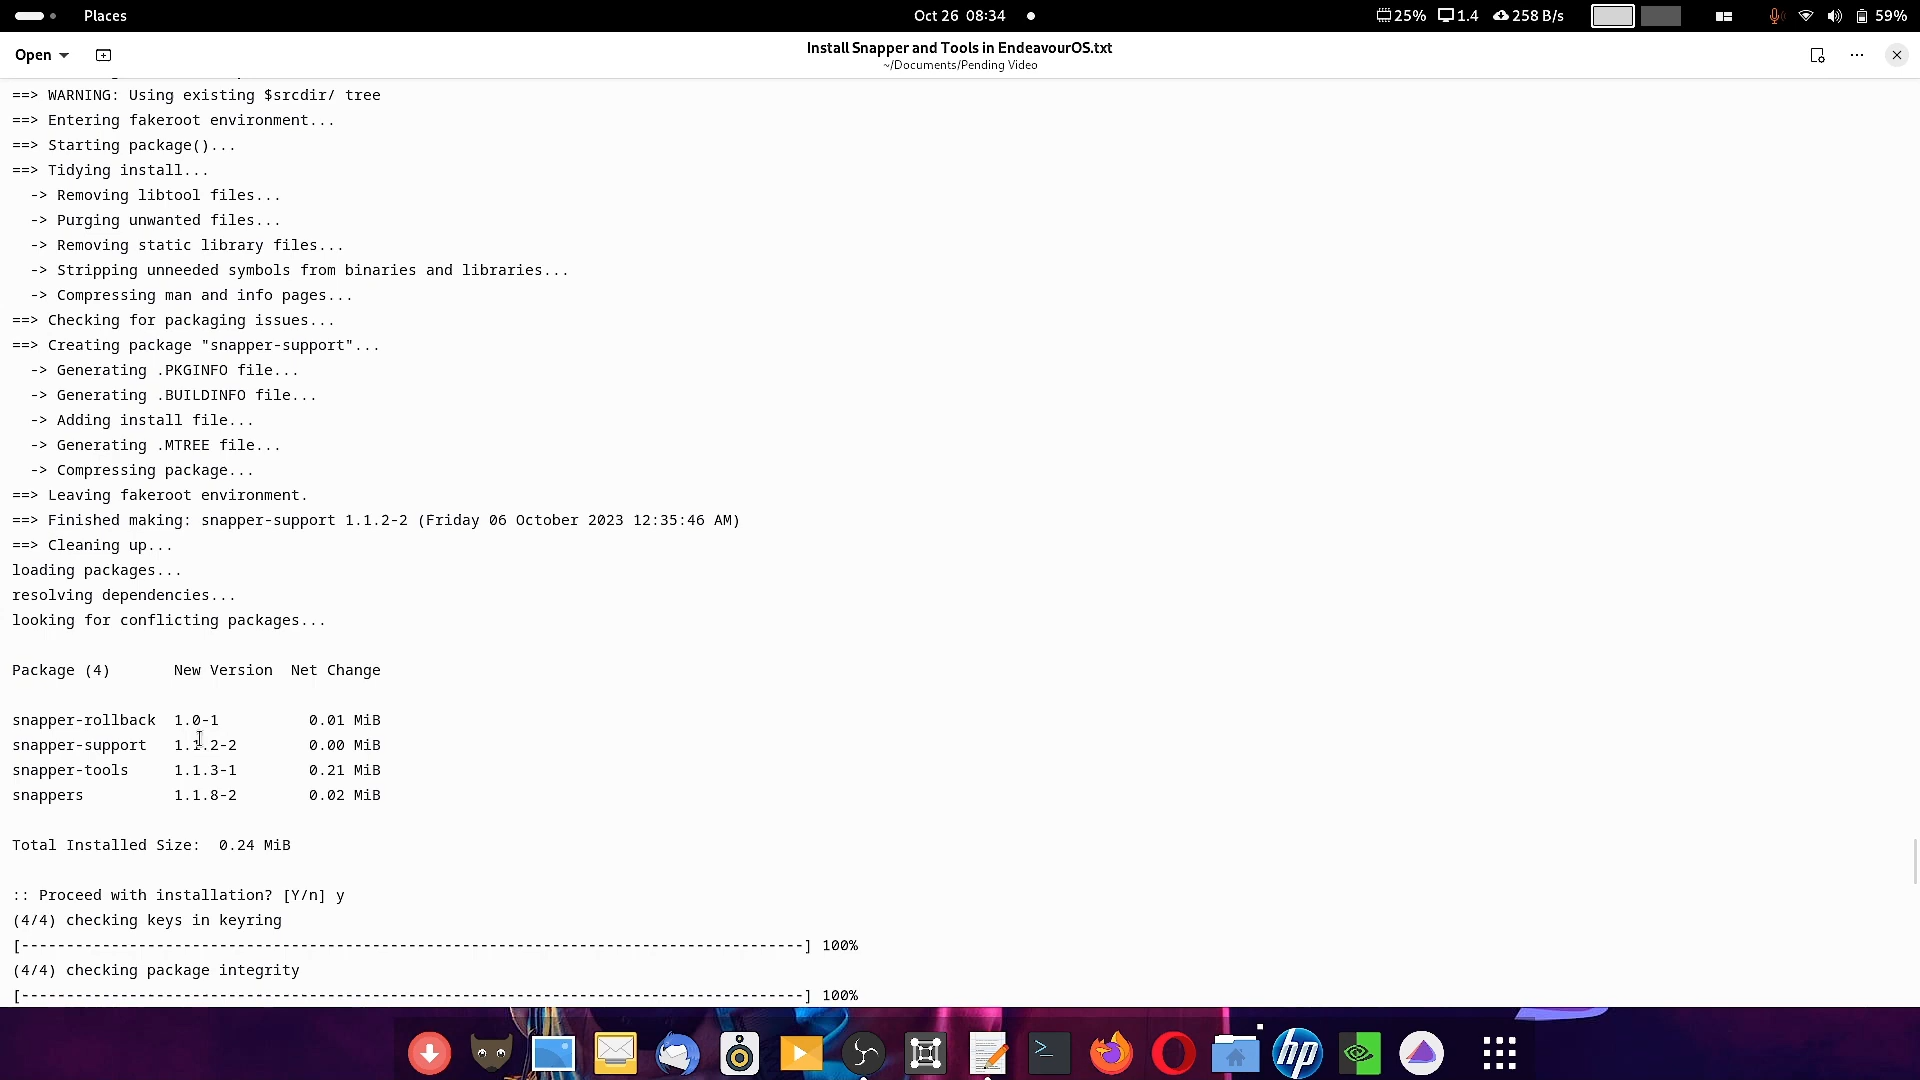 Places
Oct 26 08:34
25%
1.4
258 B/s
59%
Open
Install Snapper and Tools in EndeavourOS.txt
~/Documents/Pending Video
==> WARNING: Using existing $srcdir/ tree
==> Entering fakeroot environment...
==> Starting package()...
==> Tidying install...
-> Removing libtool files...
-> Purging unwanted files...
-> Removing static library files...
-> Stripping unneeded symbols from binaries and libraries...
-> Compressing man and info pages...
==> Checking for packaging issues...
==> Creating package "snapper-support"...
-> Generating .PKGINFO file...
-> Generating .BUILDINFO file...
-> Adding install file...
-> Generating .MTREE file...
-> Compressing package...
==> Leaving fakeroot environment.
==> Finished making: snapper-support 1.1.2-2 (Friday 06 October 2023 12:35:46 AM)
==> Cleaning up...
loading packages...
resolving dependencies...
looking for conflicting packages...
Package (4) New Version Net Change
snapper-rollback 1.0-1 0.01 MiB
snapper-support 1.1.2-2 0.00 MiB
snapper-tools 1.1.3-1 0.21 MiB
snappers 1.1.8-2 0.02 MiB
Total Installed Size: 0.24 MiB
:: Proceed with installation? [Y/n] y
(4/4) checking keys in keyring
[---------------------------------------------------------------------------------------] 100%
(4/4) checking package integrity
[---------------------------------------------------------------------------------------] 100%
hp